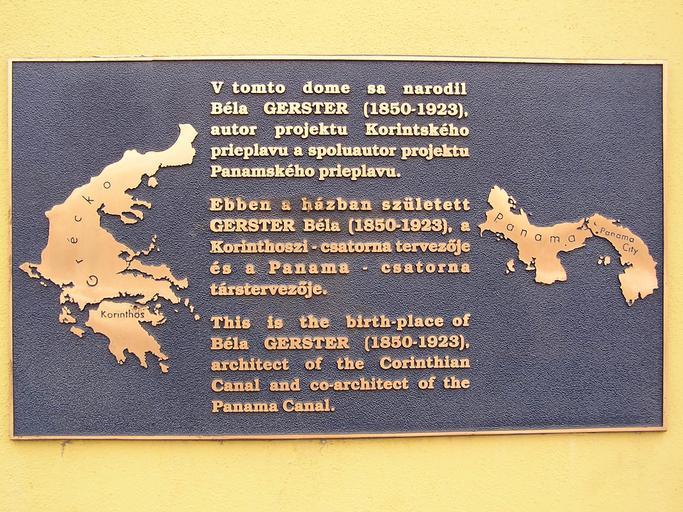 V tomto dome sa narodil
Béla GERSTER (1850-1923),
autor projektu Korintského
prieplavu a spoluautor projektu
Panamského prieplavu.
Ebben a házban született
GERSTER Béla (1850-1923), a
Korinthoszi - csatorna tervezője
és a Panama - csatorna
társtervezője.
This is the birth-place of
Béla GERSTER (1850-1923),
architect of the Corinthian
Canal and co-architect of the
Panama Canal.
Grécko
Korinthos
Panama
Panama
City